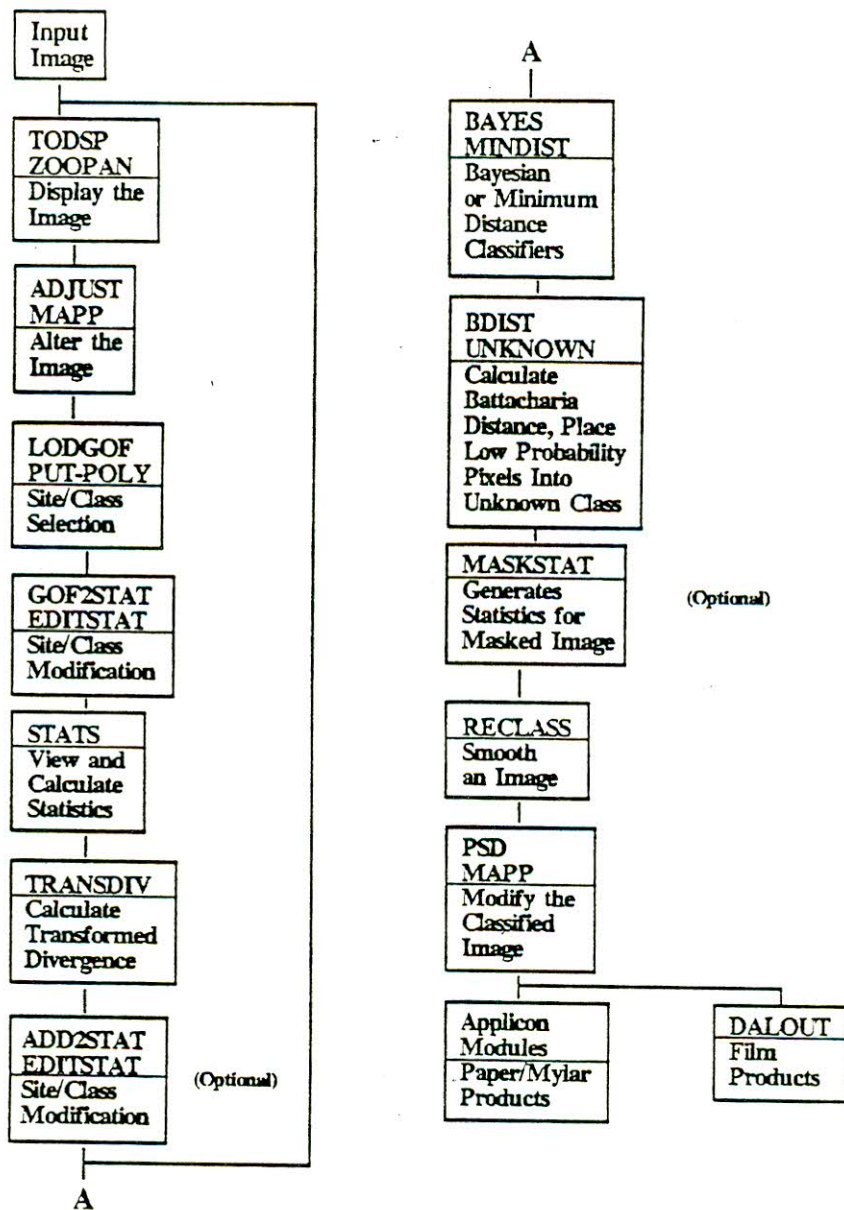 Input
Image
TODSP
ZOOPAN
Display the
Image
ADJUST
MAPP
Alter the
Image
LODGOF
PUT-POLY
Site/Class
Selection
GOF2STAT
EDITSTAT
Site/Class
Modification
STATS
View and
Calculate
Statistics
TRANSDIV
Calculate
Transformed
Divergence
ADD2STAT
EDITSTAT
Site/Class
Modification
(Optional)
A
A
BAYES
MINDIST
Bayesian
or Minimum
Distance
Classifiers
BDIST
UNKNOWN
Calculate
Battacharia
Distance, Place
Low Probability
Pixels Into
Unknown Class
MASKSTAT
Generates
Statistics for
Masked Image
(Optional)
RECLASS
Smooth
an Image
PSD
MAPP
Modify the
Classified
Image
Applicon
Modules
Paper/Mylar
Products
DALOUT
Film
Products